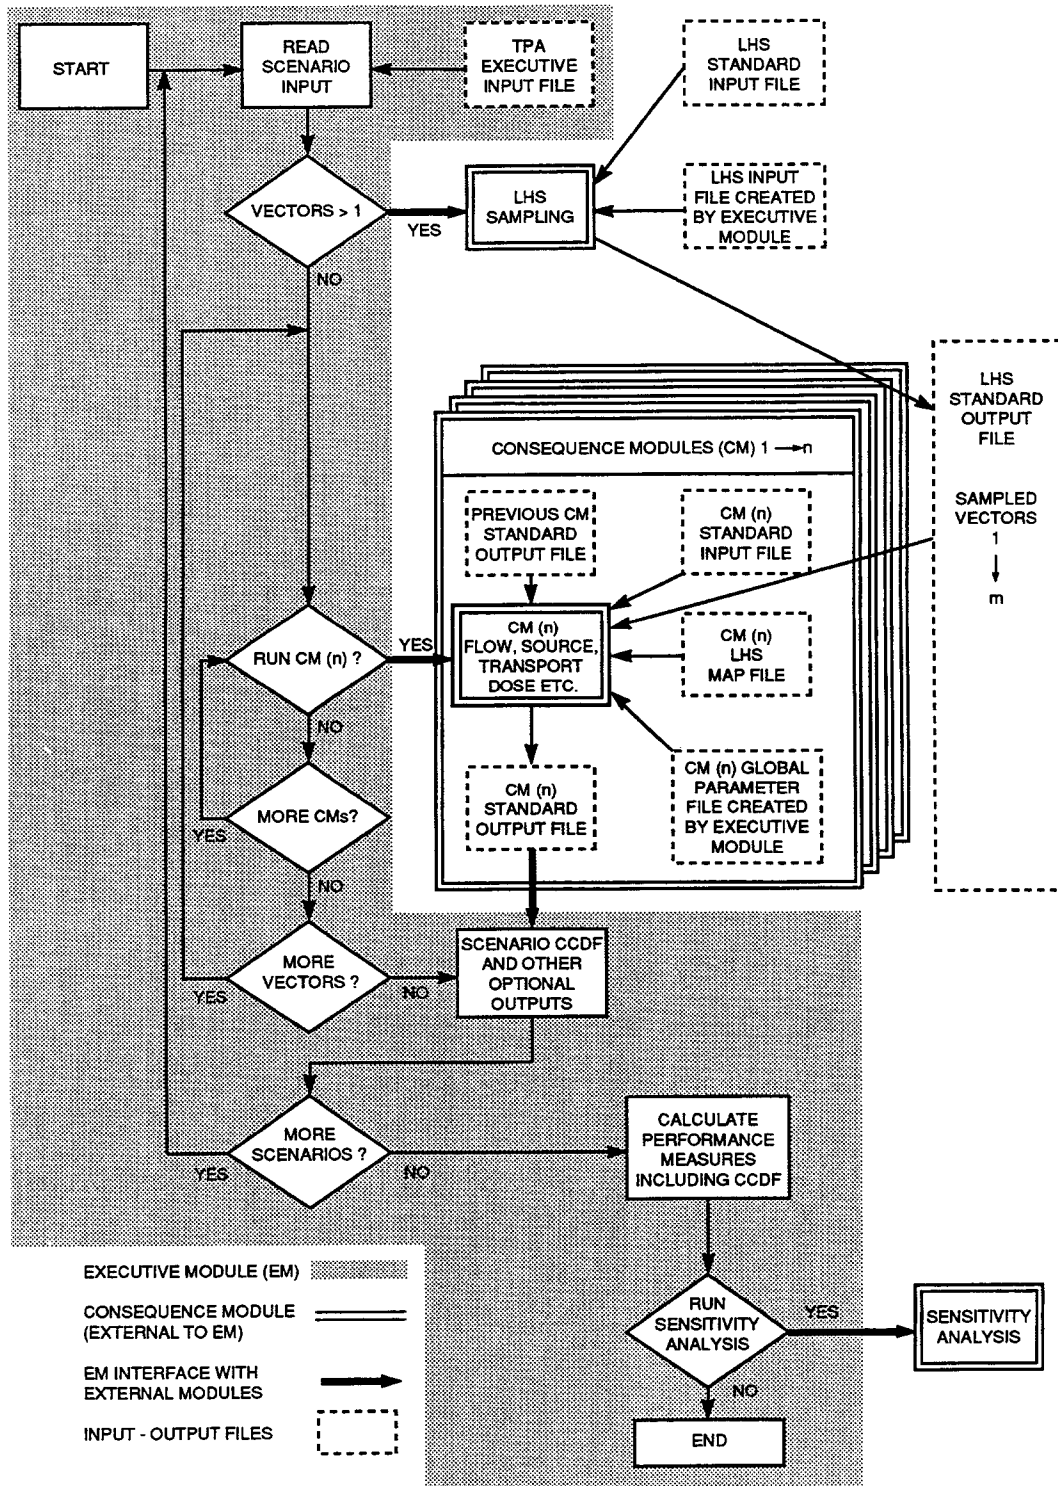 START
READ
SCENARIO
INPUT
TPA
EXECUTIVE
INPUT FILE
LHS
STANDARD
INPUT FILE
VECTORS > 1
YES
NO
LHS
SAMPLING
LHS INPUT
FILE CREATED
BY EXECUTIVE
MODULE
LHS
STANDARD
OUTPUT
FILE
SAMPLED
VECTORS
1
m
CONSEQUENCE MODULES (CM) 1 → n
PREVIOUS CM
STANDARD
OUTPUT FILE
CM (n)
STANDARD
INPUT FILE
RUN CM (n) ?
YES
NO
CM (n)
FLOW, SOURCE,
TRANSPORT
DOSE ETC.
CM (n)
LHS
MAP FILE
MORE CMs?
YES
NO
CM (n)
STANDARD
OUTPUT FILE
CM (n) GLOBAL
PARAMETER
FILE CREATED
BY EXECUTIVE
MODULE
MORE
VECTORS ?
YES
NO
SCENARIO CCDF
AND OTHER
OPTIONAL
OUTPUTS
MORE
SCENARIOS ?
YES
NO
CALCULATE
PERFORMANCE
MEASURES
INCLUDING CCDF
RUN
SENSITIVITY
ANALYSIS
YES
NO
SENSITIVITY
ANALYSIS
END
EXECUTIVE MODULE (EM)
CONSEQUENCE MODULE
(EXTERNAL TO EM)
EM INTERFACE WITH
EXTERNAL MODULES
INPUT - OUTPUT FILES